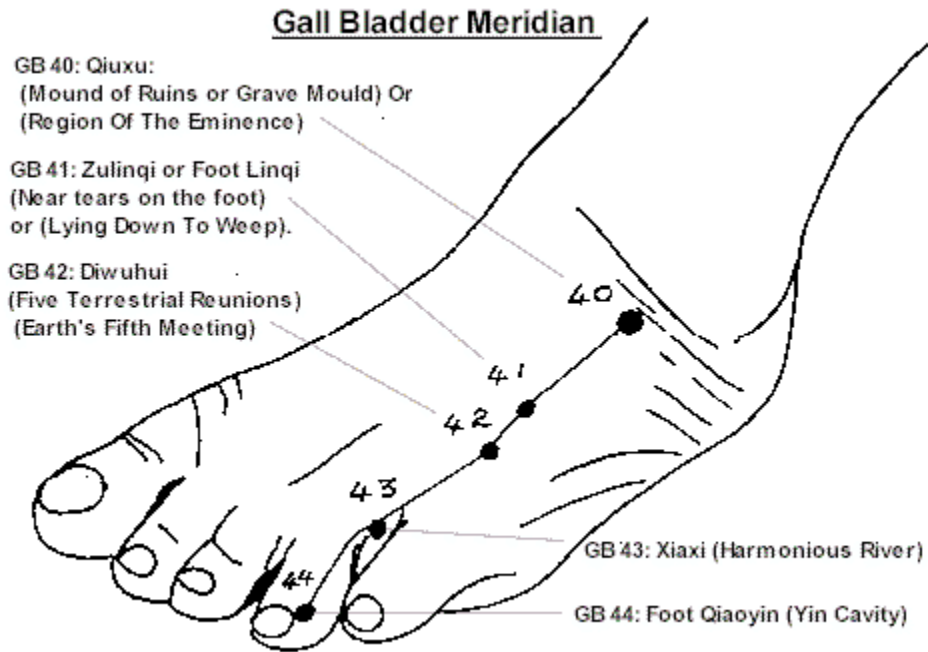 Gall Bladder Meridian
GB 40: Qiuxu:
(Mound of Ruins or Grave Mould) Or
(Region Of The Eminence)
GB 41: Zulinqi or Foot Linqi
(Near tears on the foot)
or (Lying Down To Weep).
GB 42: Diwuhui
(Five Terrestrial Reunions)
(Earth's Fifth Meeting)
40
41
42
43
44
GB 43: Xiaxi (Harmonious River)
GB 44: Foot Qiaoyin (Yin Cavity)